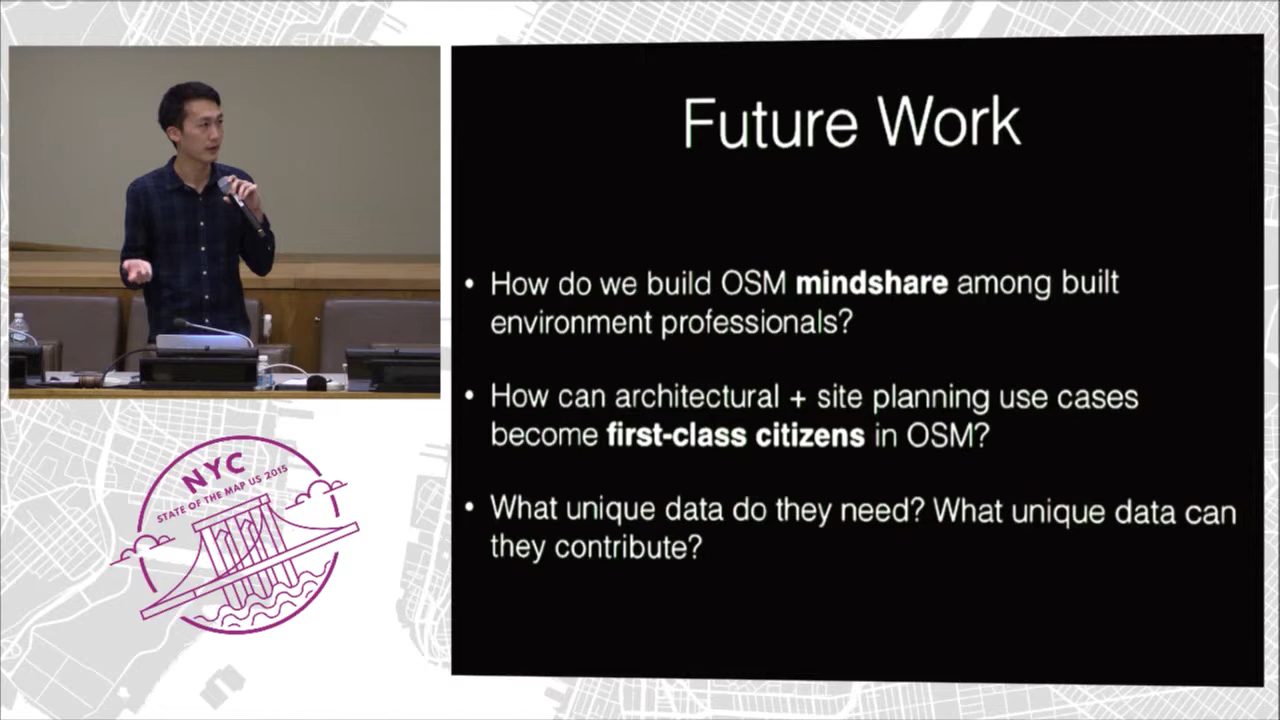 Future Work
• How do we build OSM mindshare among built
environment professionals?
• How can architectural + site planning use cases
become first-class citizens in OSM?
• What unique data do they need? What unique data can
they contribute?
NYC
STATE OF THE MAP US 2015